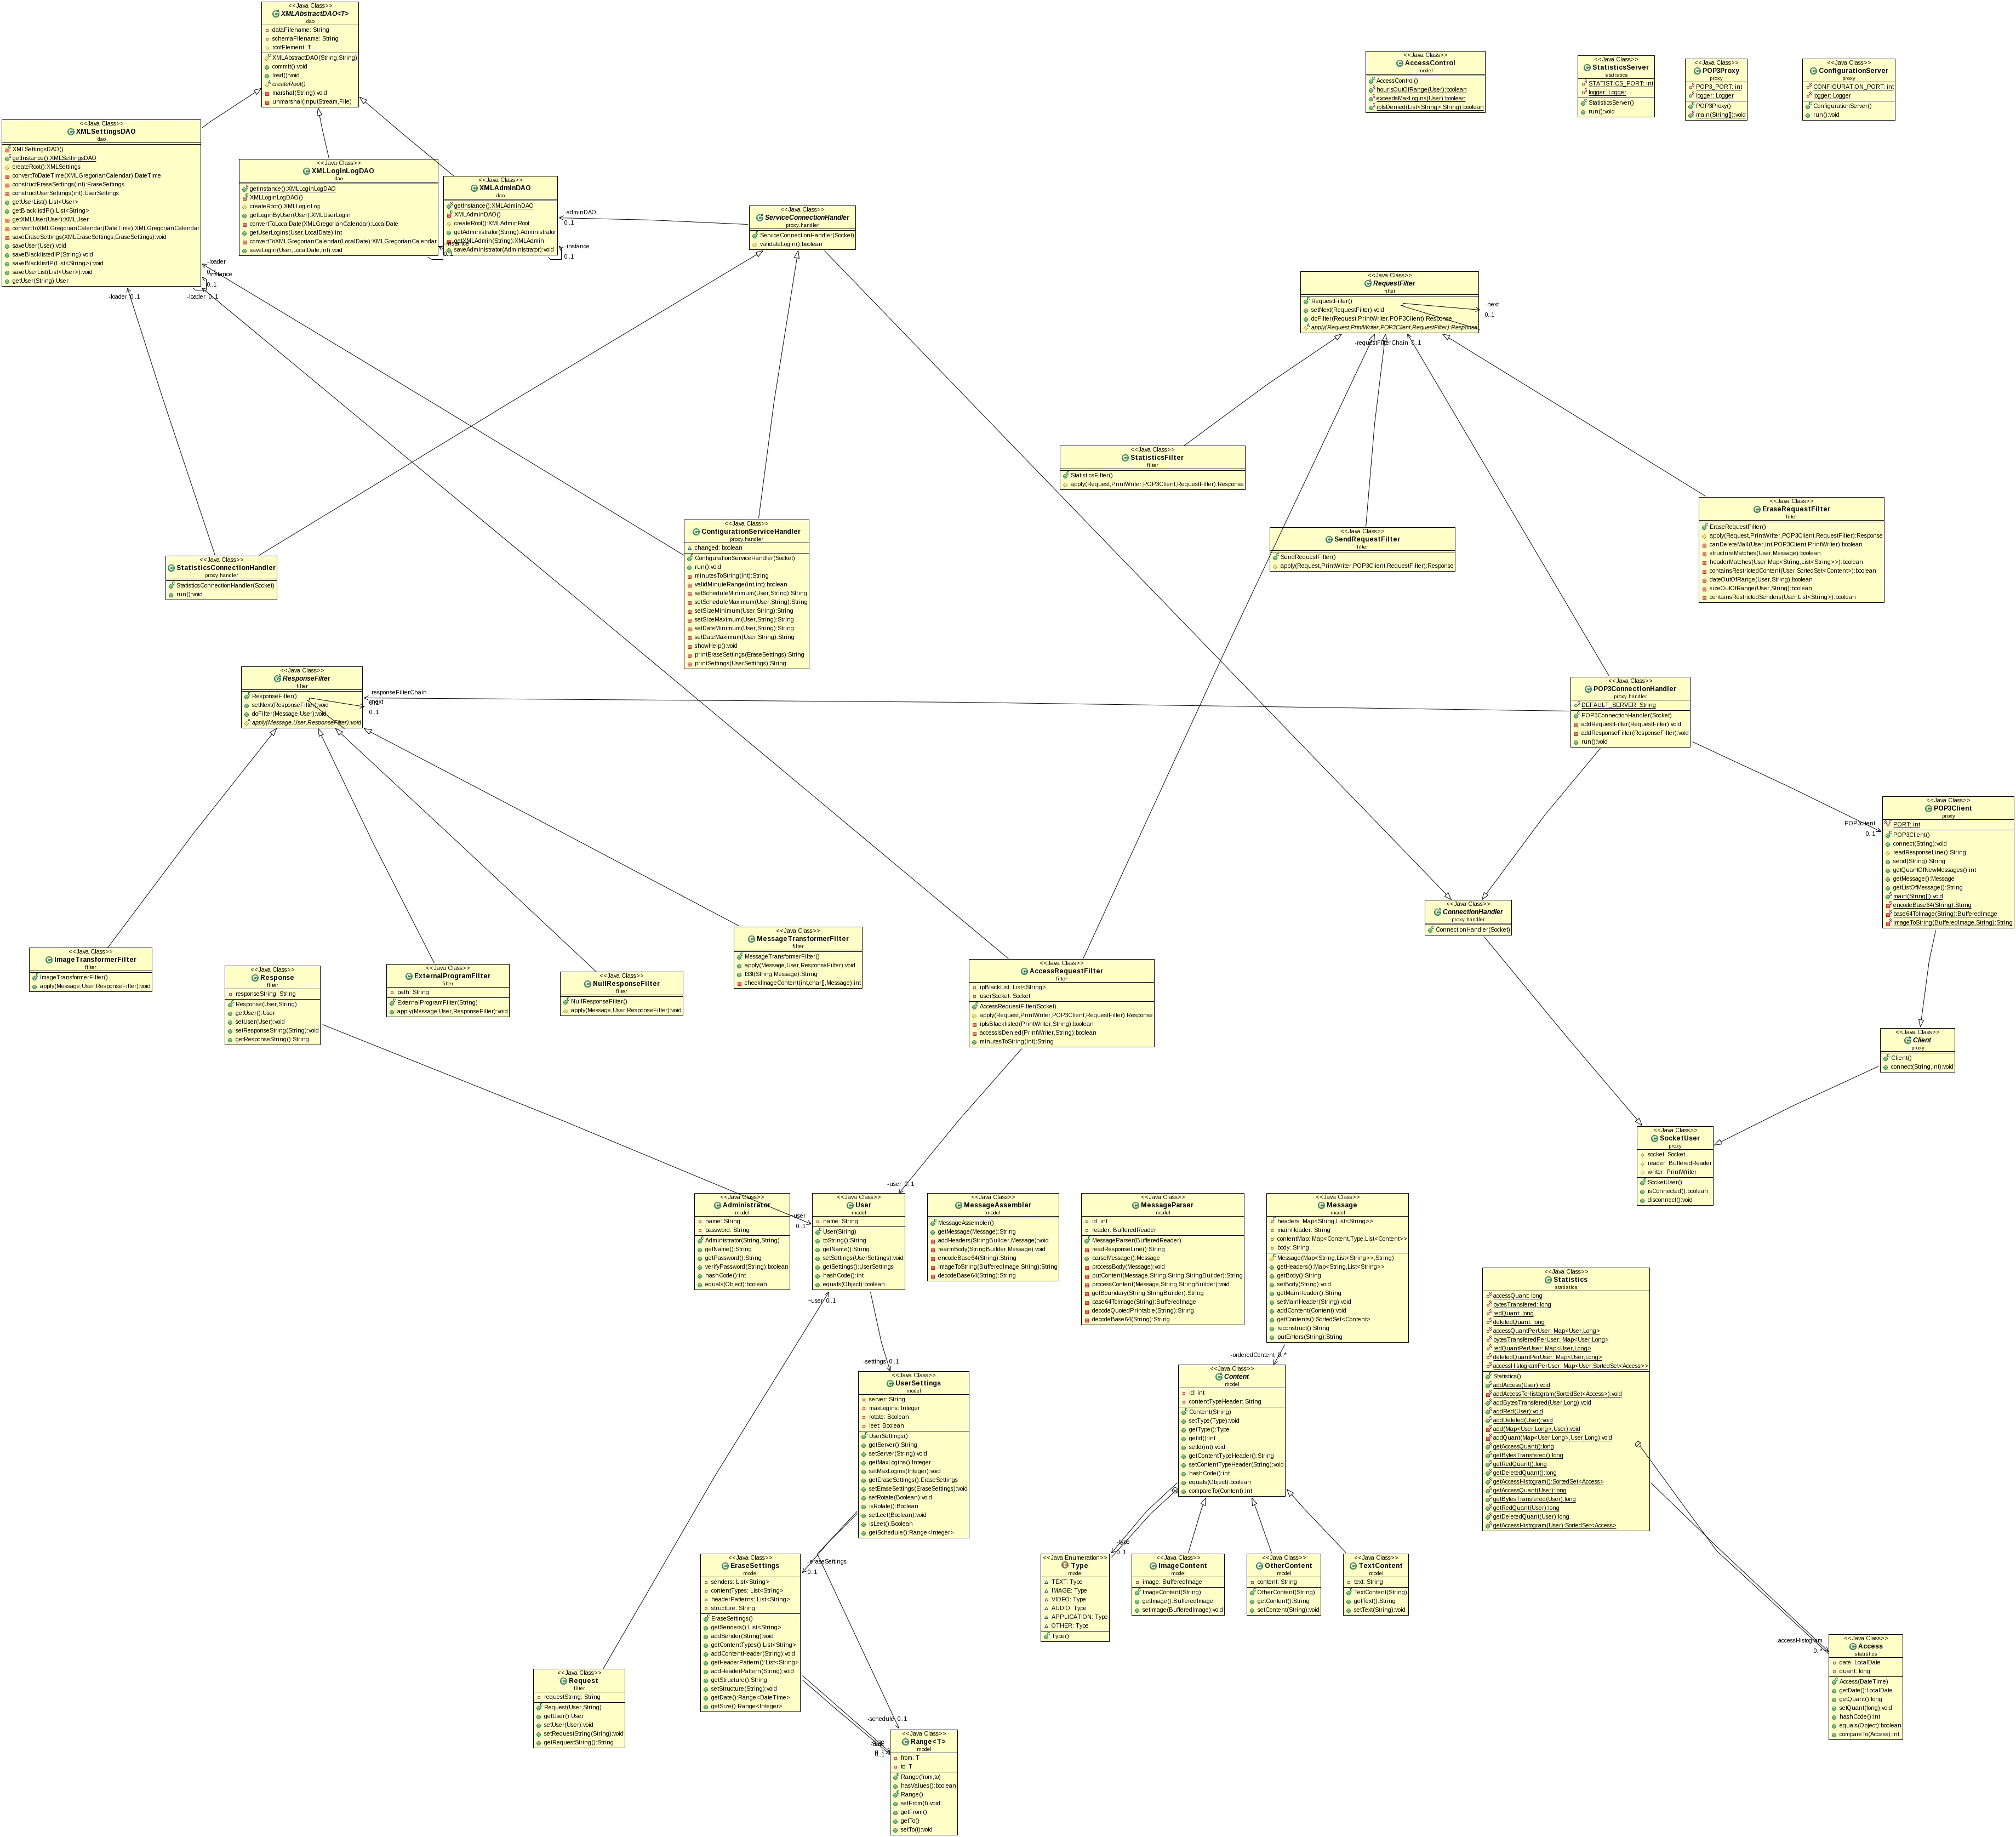 <<Java Class>>
XMLAbstractDAO<T>
dao
dataFilename: String
schemaFilename: String
rootElement: T
XMLAbstractDAO(String,String)
commit():void
load():void
createRoot()
marshal(String):void
unmarshal(InputStream,File)
<<Java Class>>
AccessControl
model
AccessControl()
hourIsOutOfRange(User):boolean
exceedsMaxLogins(User):boolean
ipIsDenied(List<String>,String):boolean
<<Java Class>>
StatisticsServer
statistics
STATISTICS_PORT: int
logger: Logger
StatisticsServer()
run():void
<<Java Class>>
POP3Proxy
proxy
POP3_PORT: int
logger: Logger
POP3Proxy()
main(String[]):void
<<Java Class>>
ConfigurationServer
proxy
CONFIGURATION_PORT: int
logger: Logger
ConfigurationServer()
run():void
<<Java Class>>
XMLSettingsDAO
dao
XMLSettingsDAO()
getInstance():XMLSettingsDAO
createRoot():XMLSettings
convertToDateTime(XMLGregorianCalendar):DateTime
constructEraseSettings(int):EraseSettings
constructUserSettings(int):UserSettings
getUserList():List<User>
getBlacklistIP():List<String>
getXMLUser(User):XMLUser
convertToXMLGregorianCalendar(DateTime):XMLGregorianCalendar
saveEraseSettings(XMLEraseSettings,EraseSettings):void
saveUser(User):void
saveBlacklistedIP(String):void
saveBlacklistIP(List<String>):void
saveUserList(List<User>):void
getUser(String):User
<<Java Class>>
XMLLoginLogDAO
dao
getInstance():XMLLoginLogDAO
XMLLoginLogDAO()
createRoot():XMLLoginLog
getLoginByUser(User):XMLUserLogin
convertToLocalDate(XMLGregorianCalendar):LocalDate
getUserLogins(User,LocalDate):int
convertToXMLGregorianCalendar(LocalDate):XMLGregorianCalendar
saveLogin(User,LocalDate,int):void
<<Java Class>>
XMLAdminDAO
dao
getInstance():XMLAdminDAO
XMLAdminDAO()
createRoot():XMLAdminRoot
getAdministrator(String):Administrator
getXMLAdmin(String):XMLAdmin
saveAdministrator(Administrator):void
-instance
0..1
-instance
0..1
-adminDAO
0..1
<<Java Class>>
ServiceConnectionHandler
proxy.handler
ServiceConnectionHandler(Socket)
validateLogin():boolean
-loader
0..1
-instance
0..1
-loader 0..1
-loader 0..1
<<Java Class>>
RequestFilter
filter
RequestFilter()
setNext(RequestFilter):void
doFilter(Request,PrintWriter,POP3Client):Response
apply(Request,PrintWriter,POP3Client,RequestFilter):Response
-next
0..1
-requestFilterChain 0..1
<<Java Class>>
StatisticsFilter
filter
StatisticsFilter()
apply(Request,PrintWriter,POP3Client,RequestFilter):Response
<<Java Class>>
SendRequestFilter
filter
SendRequestFilter()
apply(Request,PrintWriter,POP3Client,RequestFilter):Response
<<Java Class>>
EraseRequestFilter
filter
EraseRequestFilter()
apply(Request,PrintWriter,POP3Client,RequestFilter):Response
canDeleteMail(User,int,POP3Client,PrintWriter):boolean
structureMatches(User,Message):boolean
headerMatches(User,Map<String,List<String>>):boolean
containsRestrictedContent(User,SortedSet<Content>):boolean
dateOutOfRange(User,String):boolean
sizeOutOfRange(User,String):boolean
containsRestrictedSenders(User,List<String>):boolean
<<Java Class>>
StatisticsConnectionHandler
proxy.handler
StatisticsConnectionHandler(Socket)
run():void
<<Java Class>>
ConfigurationServiceHandler
proxy.handler
changed: boolean
ConfigurationServiceHandler(Socket)
run():void
minutesToString(int):String
validMinuteRange(int,int):boolean
setScheduleMinimum(User,String):String
setScheduleMaximum(User,String):String
setSizeMinimum(User,String):String
setSizeMaximum(User,String):String
setDateMinimum(User,String):String
setDateMaximum(User,String):String
showHelp():void
printEraseSettings(EraseSettings):String
printSettings(UserSettings):String
<<Java Class>>
ResponseFilter
filter
ResponseFilter()
setNext(ResponseFilter):void
doFilter(Message,User):void
apply(Message,User,ResponseFilter):void
-responseFilterChain
0..1
-next
0..1
<<Java Class>>
POP3ConnectionHandler
proxy.handler
DEFAULT_SERVER: String
POP3ConnectionHandler(Socket)
addRequestFilter(RequestFilter):void
addResponseFilter(ResponseFilter):void
run():void
-POP3client
0..1
<<Java Class>>
POP3Client
proxy
PORT: int
POP3Client()
connect(String):void
readResponseLine():String
send(String):String
getQuantOfNewMessages():int
getMessage():Message
getListOfMessage():String
main(String[]):void
encodeBase64(String):String
base64ToImage(String):BufferedImage
imageToString(BufferedImage,String):String
<<Java Class>>
ConnectionHandler
proxy.handler
ConnectionHandler(Socket)
<<Java Class>>
ImageTransformerFilter
filter
ImageTransformerFilter()
apply(Message,User,ResponseFilter):void
<<Java Class>>
Response
filter
responseString: String
Response(User,String)
getUser():User
setUser(User):void
setResponseString(String):void
getResponseString():String
<<Java Class>>
ExternalProgramFilter
filter
path: String
ExternalProgramFilter(String)
apply(Message,User,ResponseFilter):void
<<Java Class>>
NullResponseFilter
filter
NullResponseFilter()
apply(Message,User,ResponseFilter):void
<<Java Class>>
MessageTransformerFilter
filter
MessageTransformerFilter()
apply(Message,User,ResponseFilter):void
l33t(String,Message):String
checkImageContent(int,char[],Message):int
<<Java Class>>
AccessRequestFilter
filter
ipBlackList: List<String>
userSocket: Socket
AccessRequestFilter(Socket)
apply(Request,PrintWriter,POP3Client,RequestFilter):Response
ipIsBlacklisted(PrintWriter,String):boolean
accessIsDenied(PrintWriter,String):boolean
minutesToString(int):String
<<Java Class>>
Client
proxy
Client()
connect(String,int):void
<<Java Class>>
SocketUser
proxy
socket: Socket
reader: BufferedReader
writer: PrintWriter
SocketUser()
isConnected():boolean
disconnect():void
-user 0..1
<<Java Class>>
Administrator
model
name: String
password: String
Administrator(String,String)
getName():String
getPassword():String
verifyPassword(String):boolean
hashCode():int
equals(Object):boolean
-user
0..1
<<Java Class>>
User
model
name: String
User(String)
toString():String
getName():String
setSettings(UserSettings):void
getSettings():UserSettings
hashCode():int
equals(Object):boolean
~user 0..1
<<Java Class>>
MessageAssembler
model
MessageAssembler()
getMessage(Message):String
addHeaders(StringBuilder,Message):void
rearmBody(StringBuilder,Message):void
encodeBase64(String):String
imageToString(BufferedImage,String):String
decodeBase64(String):String
<<Java Class>>
MessageParser
model
id: int
reader: BufferedReader
MessageParser(BufferedReader)
readResponseLine():String
parseMessage():Message
processBody(Message):void
putContent(Message,String,String,StringBuilder):String
processContent(Message,String,StringBuilder):void
getBoundary(String,StringBuilder):String
base64ToImage(String):BufferedImage
decodeQuotedPrintable(String):String
decodeBase64(String):String
<<Java Class>>
Message
model
headers: Map<String,List<String>>
mainHeader: String
contentMap: Map<Content.Type,List<Content>>
body: String
Message(Map<String,List<String>>,String)
getHeaders():Map<String,List<String>>
getBody():String
setBody(String):void
getMainHeader():String
setMainHeader(String):void
addContent(Content):void
getContents():SortedSet<Content>
reconstruct():String
putEnters(String):String
-orderedContent 0..*
<<Java Class>>
Content
model
id: int
contentTypeHeader: String
Content(String)
setType(Type):void
getType():Type
getId():int
setId(int):void
getContentTypeHeader():String
setContentTypeHeader(String):void
hashCode():int
equals(Object):boolean
compareTo(Content):int
<<Java Class>>
Statistics
statistics
accessQuant: long
bytesTransfered: long
redQuant: long
deletedQuant: long
accessQuantPerUser: Map<User,Long>
bytesTransferedPerUser: Map<User,Long>
redQuantPerUser: Map<User,Long>
deletedQuantPerUser: Map<User,Long>
accessHistogramPerUser: Map<User,SortedSet<Access>>
Statistics()
addAccess(User):void
addAccessToHistogram(SortedSet<Access>):void
addBytesTransfered(User,Long):void
addRed(User):void
addDeleted(User):void
add(Map<User,Long>,User):void
addQuant(Map<User,Long>,User,Long):void
getAccessQuant():long
getBytesTransfered():long
getRedQuant():long
getDeletedQuant():long
getAccessHistogram():SortedSet<Access>
getAccessQuant(User):long
getBytesTransfered(User):long
getRedQuant(User):long
getDeletedQuant(User):long
getAccessHistogram(User):SortedSet<Access>
-settings 0..1
<<Java Class>>
UserSettings
model
server: String
maxLogins: Integer
rotate: Boolean
leet: Boolean
UserSettings()
getServer():String
setServer(String):void
getMaxLogins():Integer
setMaxLogins(Integer):void
getEraseSettings():EraseSettings
setEraseSettings(EraseSettings):void
setRotate(Boolean):void
isRotate():Boolean
setLeet(Boolean):void
isLeet():Boolean
getSchedule():Range<Integer>
-eraseSettings
0..1
<<Java Class>>
EraseSettings
model
senders: List<String>
contentTypes: List<String>
headerPatterns: List<String>
structure: String
EraseSettings()
getSenders():List<String>
addSender(String):void
getContentTypes():List<String>
addContentHeader(String):void
getHeaderPattern():List<String>
addHeaderPattern(String):void
getStructure():String
setStructure(String):void
getDate():Range<DateTime>
getSize():Range<Integer>
-type
0..1
<<Java Enumeration>>
Type
model
TEXT: Type
IMAGE: Type
VIDEO: Type
AUDIO: Type
APPLICATION: Type
OTHER: Type
Type()
<<Java Class>>
ImageContent
model
image: BufferedImage
ImageContent(String)
getImage():BufferedImage
setImage(BufferedImage):void
<<Java Class>>
OtherContent
model
content: String
OtherContent(String)
getContent():String
setContent(String):void
<<Java Class>>
TextContent
model
text: String
TextContent(String)
getText():String
setText(String):void
-accessHistogram
0..*
<<Java Class>>
Access
statistics
date: LocalDate
quant: long
Access(DateTime)
getDate():LocalDate
getQuant():long
setQuant(long):void
hashCode():int
equals(Object):boolean
compareTo(Access):int
<<Java Class>>
Request
filter
requestString: String
Request(User,String)
getUser():User
setUser(User):void
setRequestString(String):void
getRequestString():String
-schedule 0..1
0..1
<<Java Class>>
Range<T>
model
from: T
to: T
Range(from,to)
hasValues():boolean
Range()
setFrom(t):void
getFrom()
getTo()
setTo(t):void